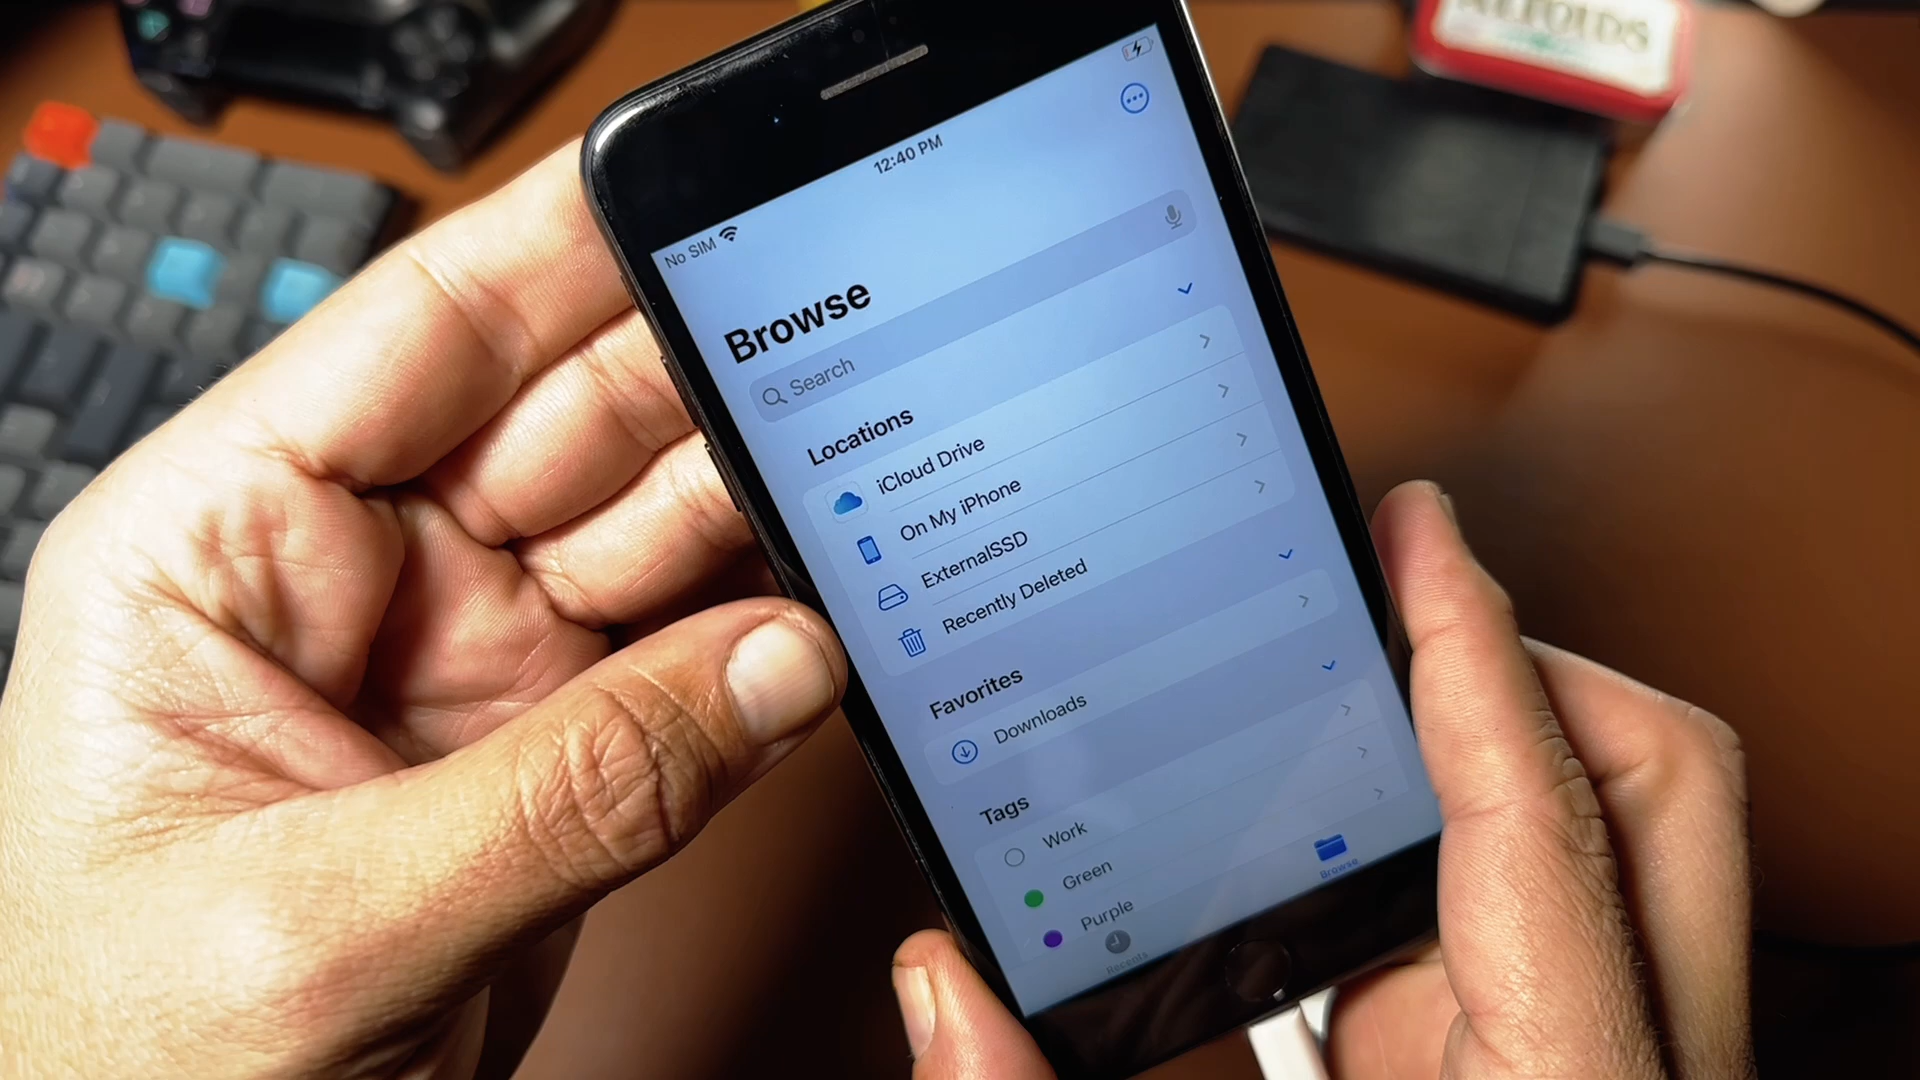 ALTOIDS
No SIM
12:40 PM
Browse
Search
Locations
iCloud Drive
On My iPhone
ExternalSSD
Recently Deleted
Favorites
Downloads
Tags
Work
Green
Purple
Recents
Browse